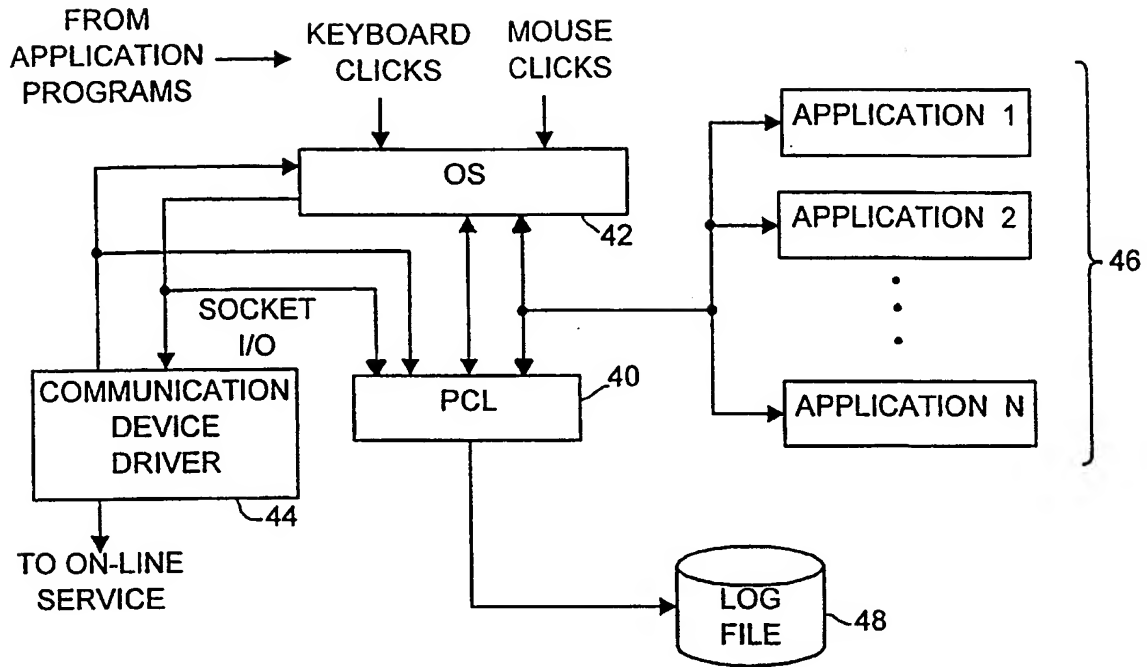 FROM
APPLICATION
PROGRAMS
KEYBOARD
CLICKS
MOUSE
CLICKS
OS
42
APPLICATION 1
APPLICATION 2
APPLICATION N
46
SOCKET
I/O
COMMUNICATION
DEVICE
DRIVER
44
PCL
40
TO ON-LINE
SERVICE
LOG
FILE
48